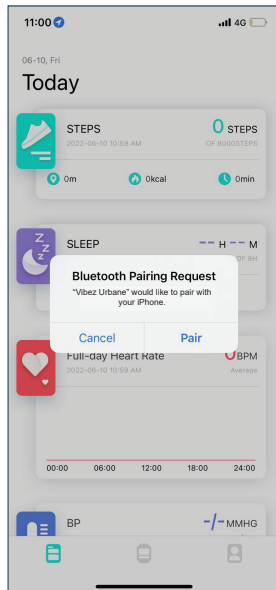 11:00
4G
06-10, Fri
Today
STEPS
0 STEPS
2022-06-10 10:59 AM
OF 8000STEPS
0m
0kcal
0min
Z
Z
Z
SLEEP
-- H -- M
OF 8H
Bluetooth Pairing Request
“Vibez Urbane” would like to pair with
your iPhone.
Cancel
Pair
Full-day Heart Rate
0BPM
2022-06-10 10:59 AM
Average
00:00 06:00 12:00 18:00 24:00
BP
-/- MMHG